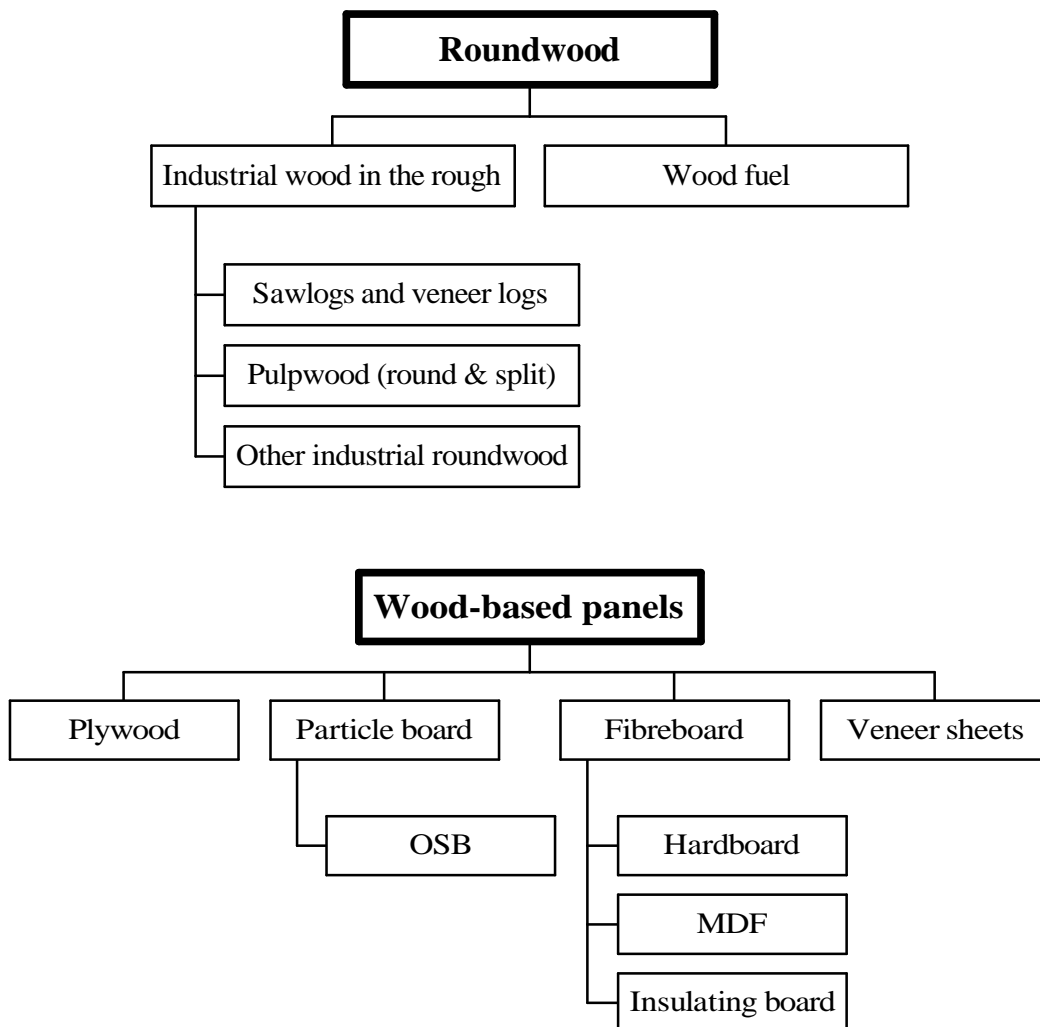 Roundwood
Industrial wood in the rough
Wood fuel
Sawlogs and veneer logs
Pulpwood (round & split)
Other industrial roundwood
Wood-based panels
Plywood
Particle board
Fibreboard
Veneer sheets
OSB
Hardboard
MDF
Insulating board